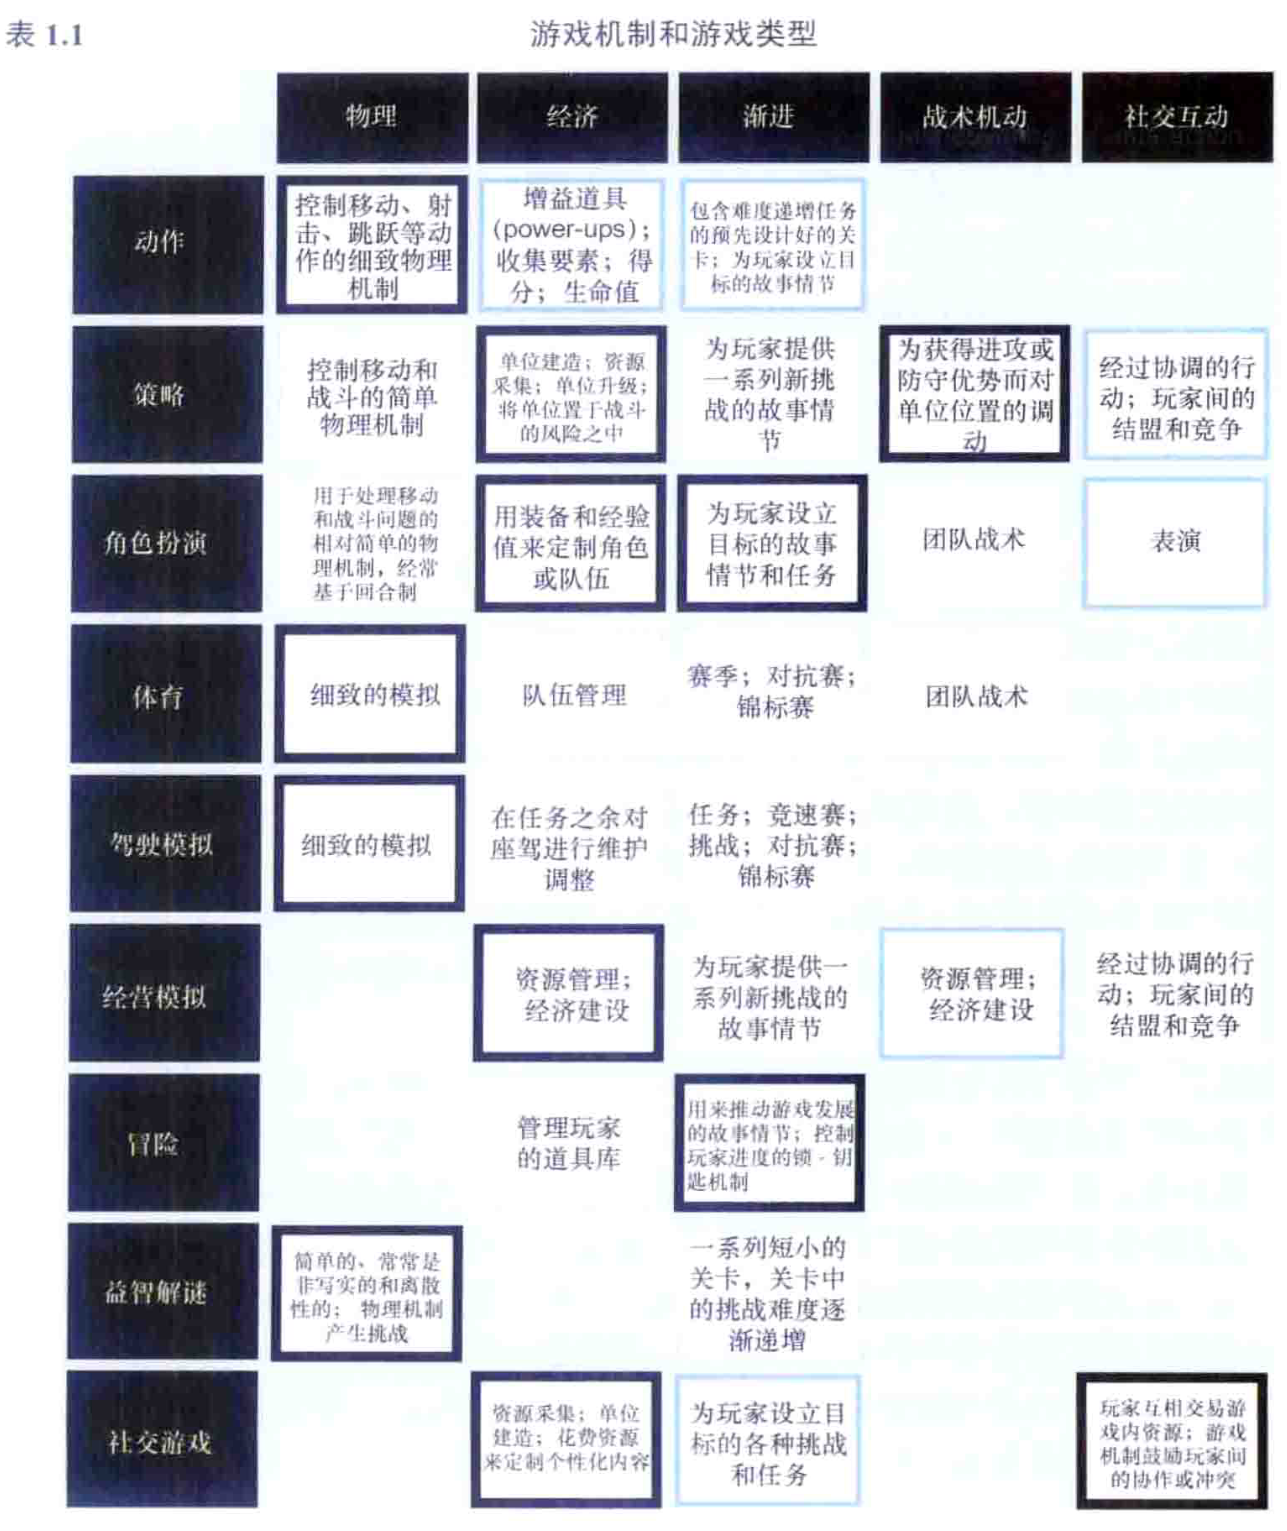 表 1.1
游戏机制和游戏类型
物理
经济
渐进
战术机动
社交互动
动作
控制移动、射
击、跳跃等动
作的细致物理
机制
增益道具
(power-ups)；
收集要素；得
分；生命值
包含难度递增任务
的预先设计好的关
卡；为玩家设立目
标的故事情节
策略
控制移动和
战斗的简单
物理机制
单位建造；资源
采集；单位升级；
将单位置于战斗
的风险之中
为玩家提供
一系列新挑
战的故事情
节
为获得进攻或
防守优势而对
单位位置的调
动
经过协调的行
动；玩家间的
结盟和竞争
角色扮演
用于处理移动
和战斗问题的
相对简单的物
理机制，经常
基于回合制
用装备和经验
值来定制角色
或队伍
为玩家设立
目标的故事
情节和任务
团队战术
表演
体育
细致的模拟
队伍管理
赛季；对抗赛；
锦标赛
团队战术
驾驶模拟
细致的模拟
在任务之余对
座驾进行维护
调整
任务；竞速赛；
挑战；对抗赛；
锦标赛
经营模拟
资源管理；
经济建设
为玩家提供一
系列新挑战的
故事情节
资源管理；
经济建设
经过协调的行
动；玩家间的
结盟和竞争
冒险
管理玩家
的道具库
用来推动游戏发展
的故事情节；控制
玩家进度的锁-钥
匙机制
益智解谜
简单的、常常是
非写实的和离散
性的； 物理机制
产生挑战
一系列短小的
关卡，关卡中
的挑战难度逐
渐递增
社交游戏
资源采集；单位
建造；花费资源
来定制个性化内容
为玩家设立目
标的各种挑战
和任务
玩家互相交易游
戏内资源；游戏
机制鼓励玩家间
的协作或冲突